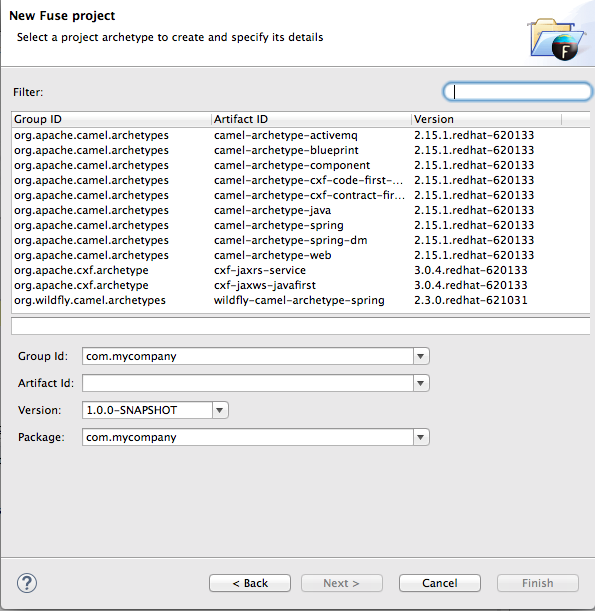 New Fuse project
Select a project archetype to create and specify its details
F
Filter:
Group ID Artifact ID Version
org.apache.camel.archetypes camel-archetype-activemq 2.15.1.redhat-620133
org.apache.camel.archetypes camel-archetype-blueprint 2.15.1.redhat-620133
org.apache.camel.archetypes camel-archetype-component 2.15.1.redhat-620133
org.apache.camel.archetypes camel-archetype-cxf-code-first-... 2.15.1.redhat-620133
org.apache.camel.archetypes camel-archetype-cxf-contract-fir... 2.15.1.redhat-620133
org.apache.camel.archetypes camel-archetype-java 2.15.1.redhat-620133
org.apache.camel.archetypes camel-archetype-spring 2.15.1.redhat-620133
org.apache.camel.archetypes camel-archetype-spring-dm 2.15.1.redhat-620133
org.apache.camel.archetypes camel-archetype-web 2.15.1.redhat-620133
org.apache.cxf.archetype cxf-jaxrs-service 3.0.4.redhat-620133
org.apache.cxf.archetype cxf-jaxws-javafirst 3.0.4.redhat-620133
org.wildfly.camel.archetypes wildfly-camel-archetype-spring 2.3.0.redhat-621031
Group Id: com.mycompany
Artifact Id:
Version: 1.0.0-SNAPSHOT
Package: com.mycompany
? < Back Next > Cancel Finish